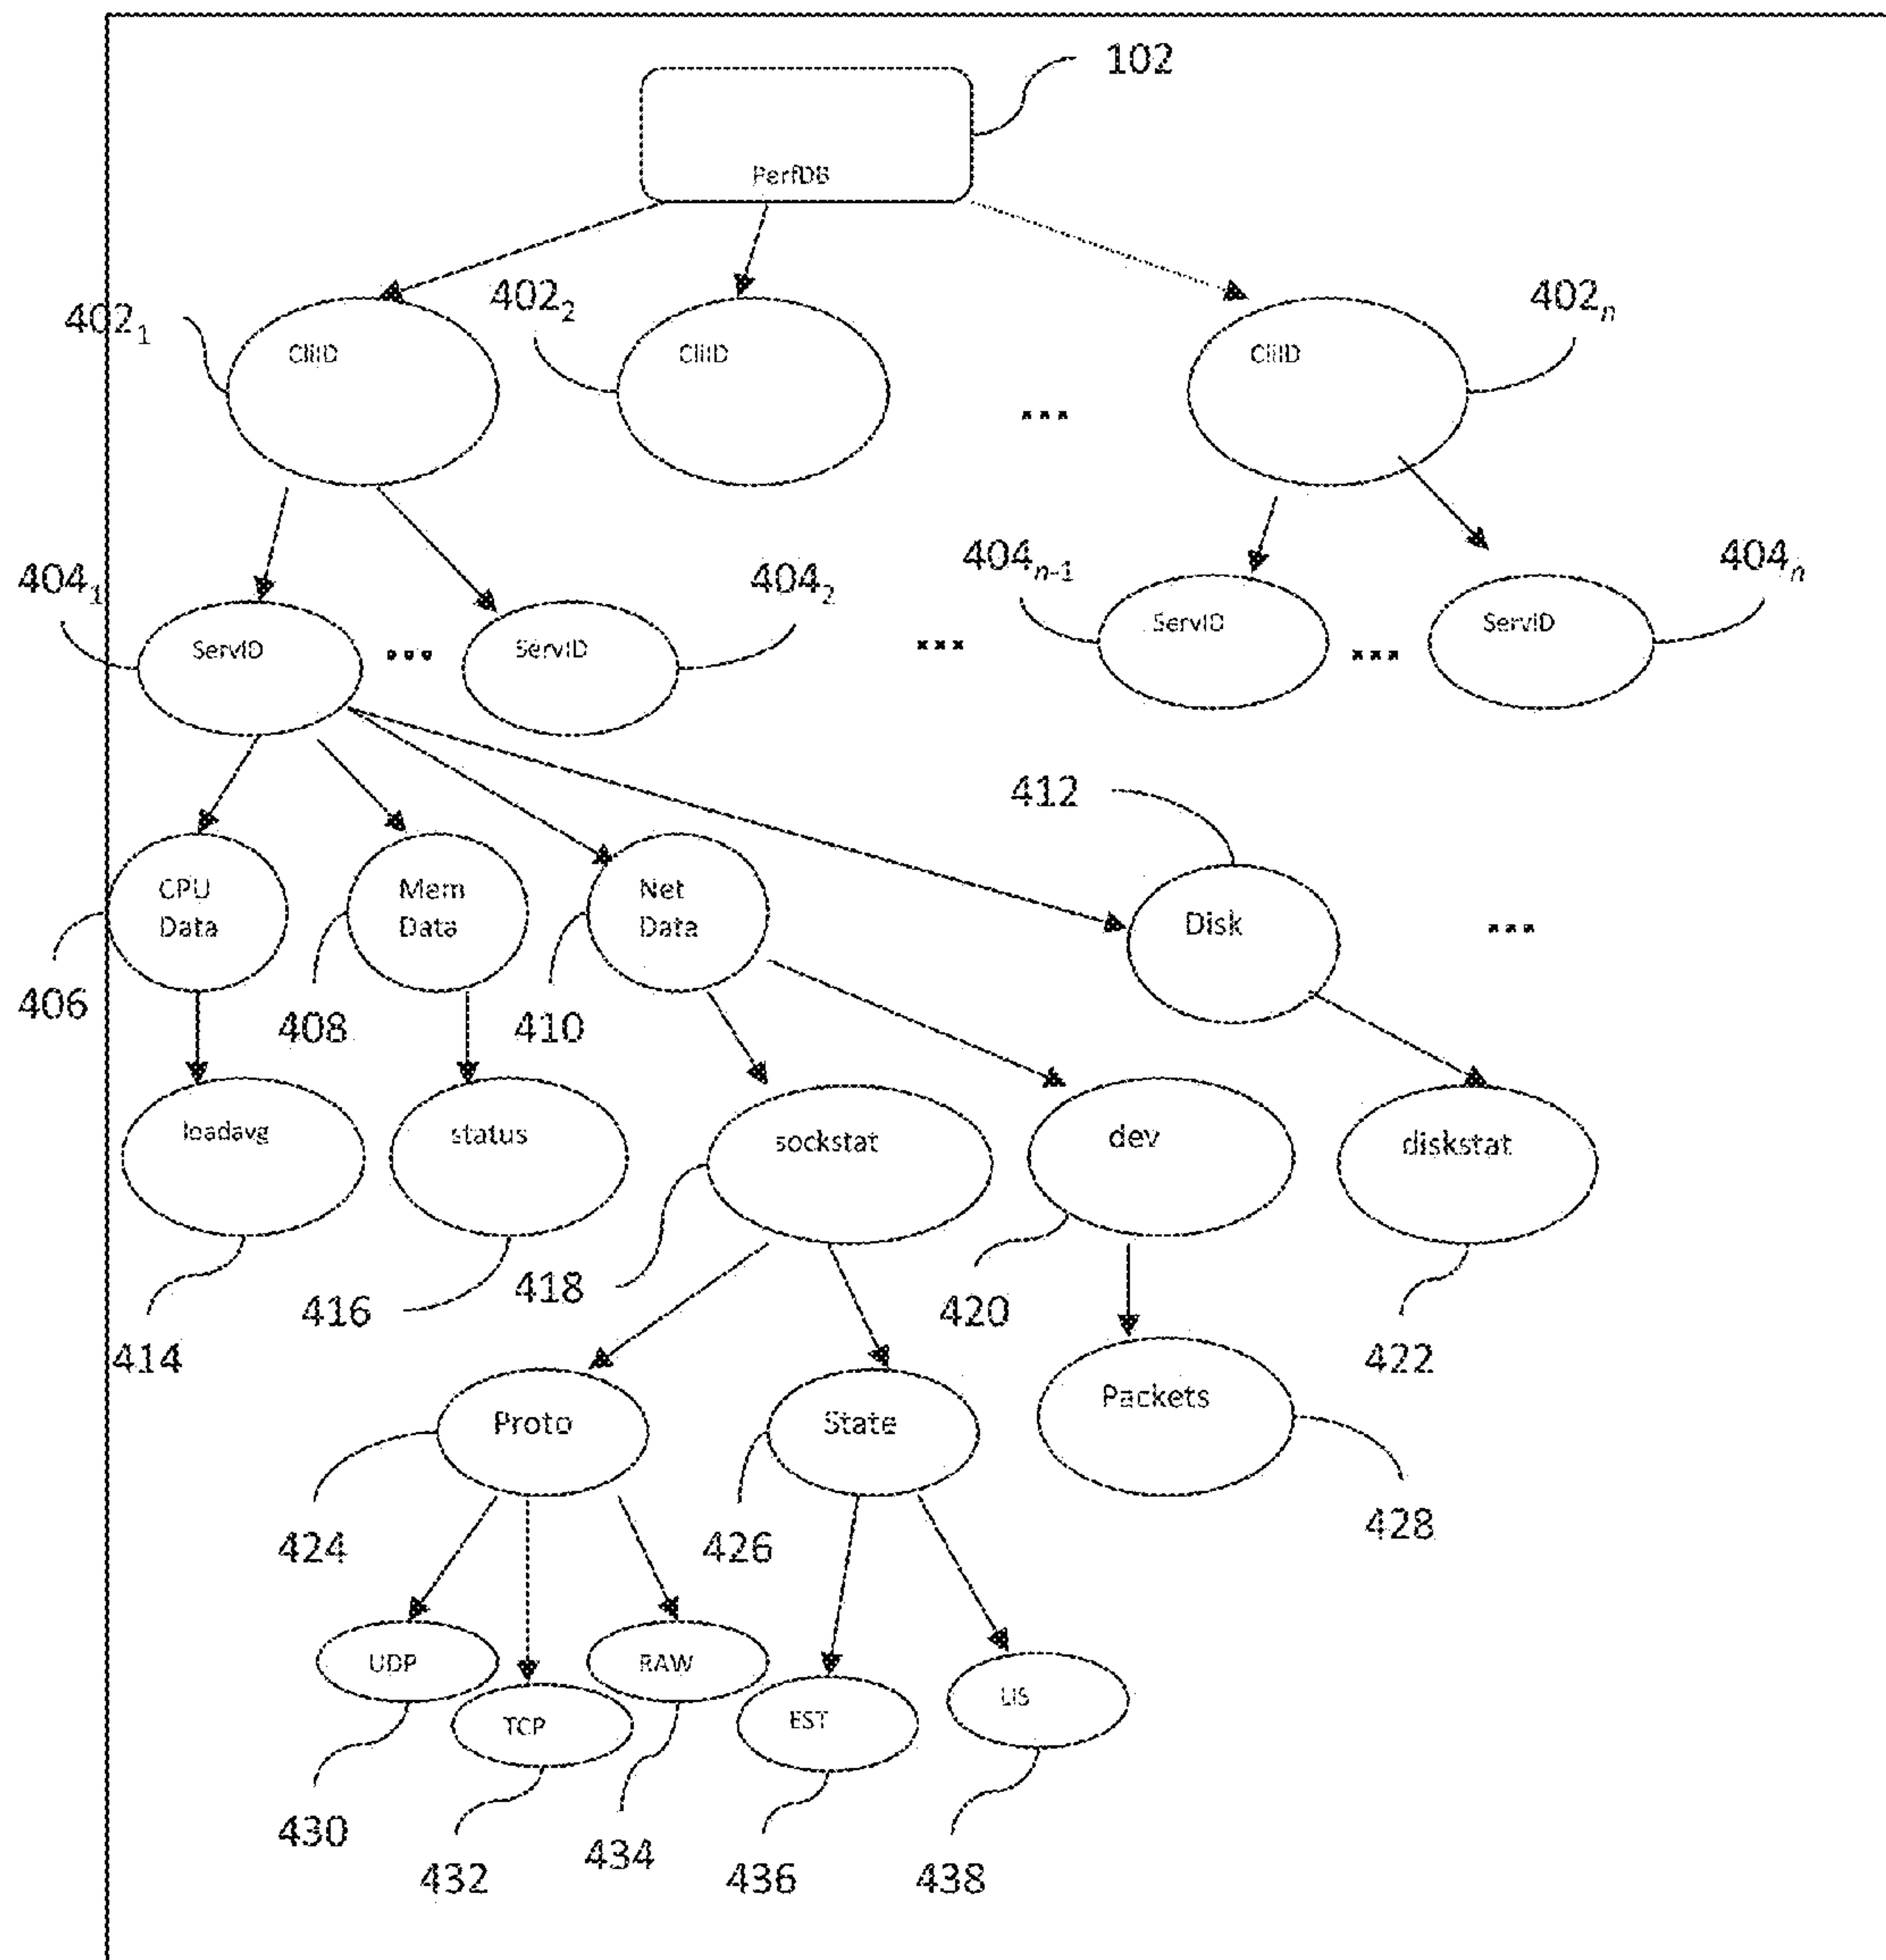 102
PerfDB
402₁
402₂
402ₙ
CliID
CliID
CliID
...
404₁
404₂
404ₙ₋₁
404ₙ
ServID
...
ServID
...
ServID
...
ServID
412
CPU
Data
Mem
Data
Net
Data
Disk
...
406
408
410
loadavg
status
sockstat
dev
diskstat
414
416
418
420
422
Proto
State
Packets
424
426
428
UDP
TCP
RAW
EST
LIS
430
432
434
436
438